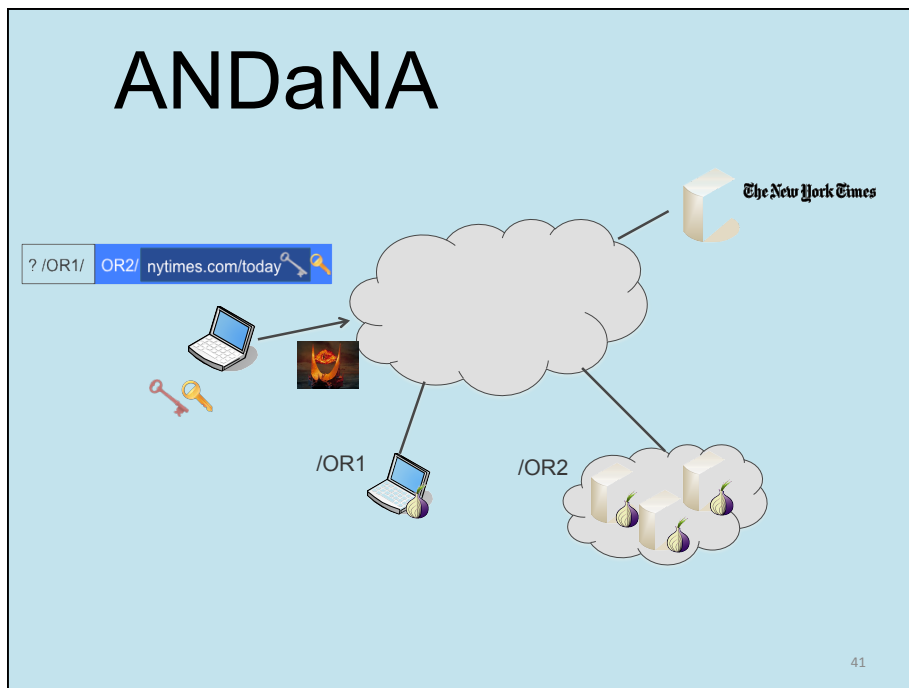 ANDaNA
The New York Times
? /OR1/ OR2/ nytimes.com/today
/OR1
/OR2
41